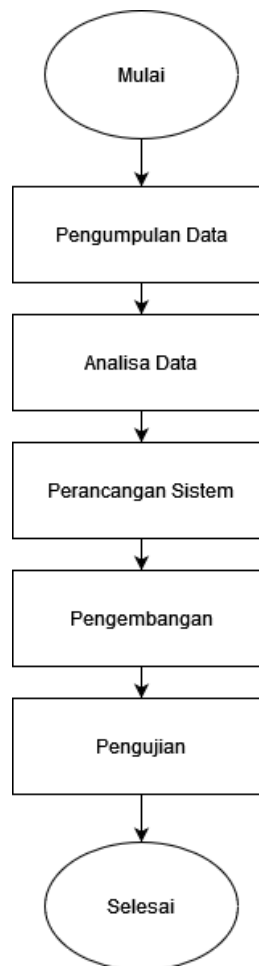 Mulai
Pengumpulan Data
Analisa Data
Perancangan Sistem
Pengembangan
Pengujian
Selesai